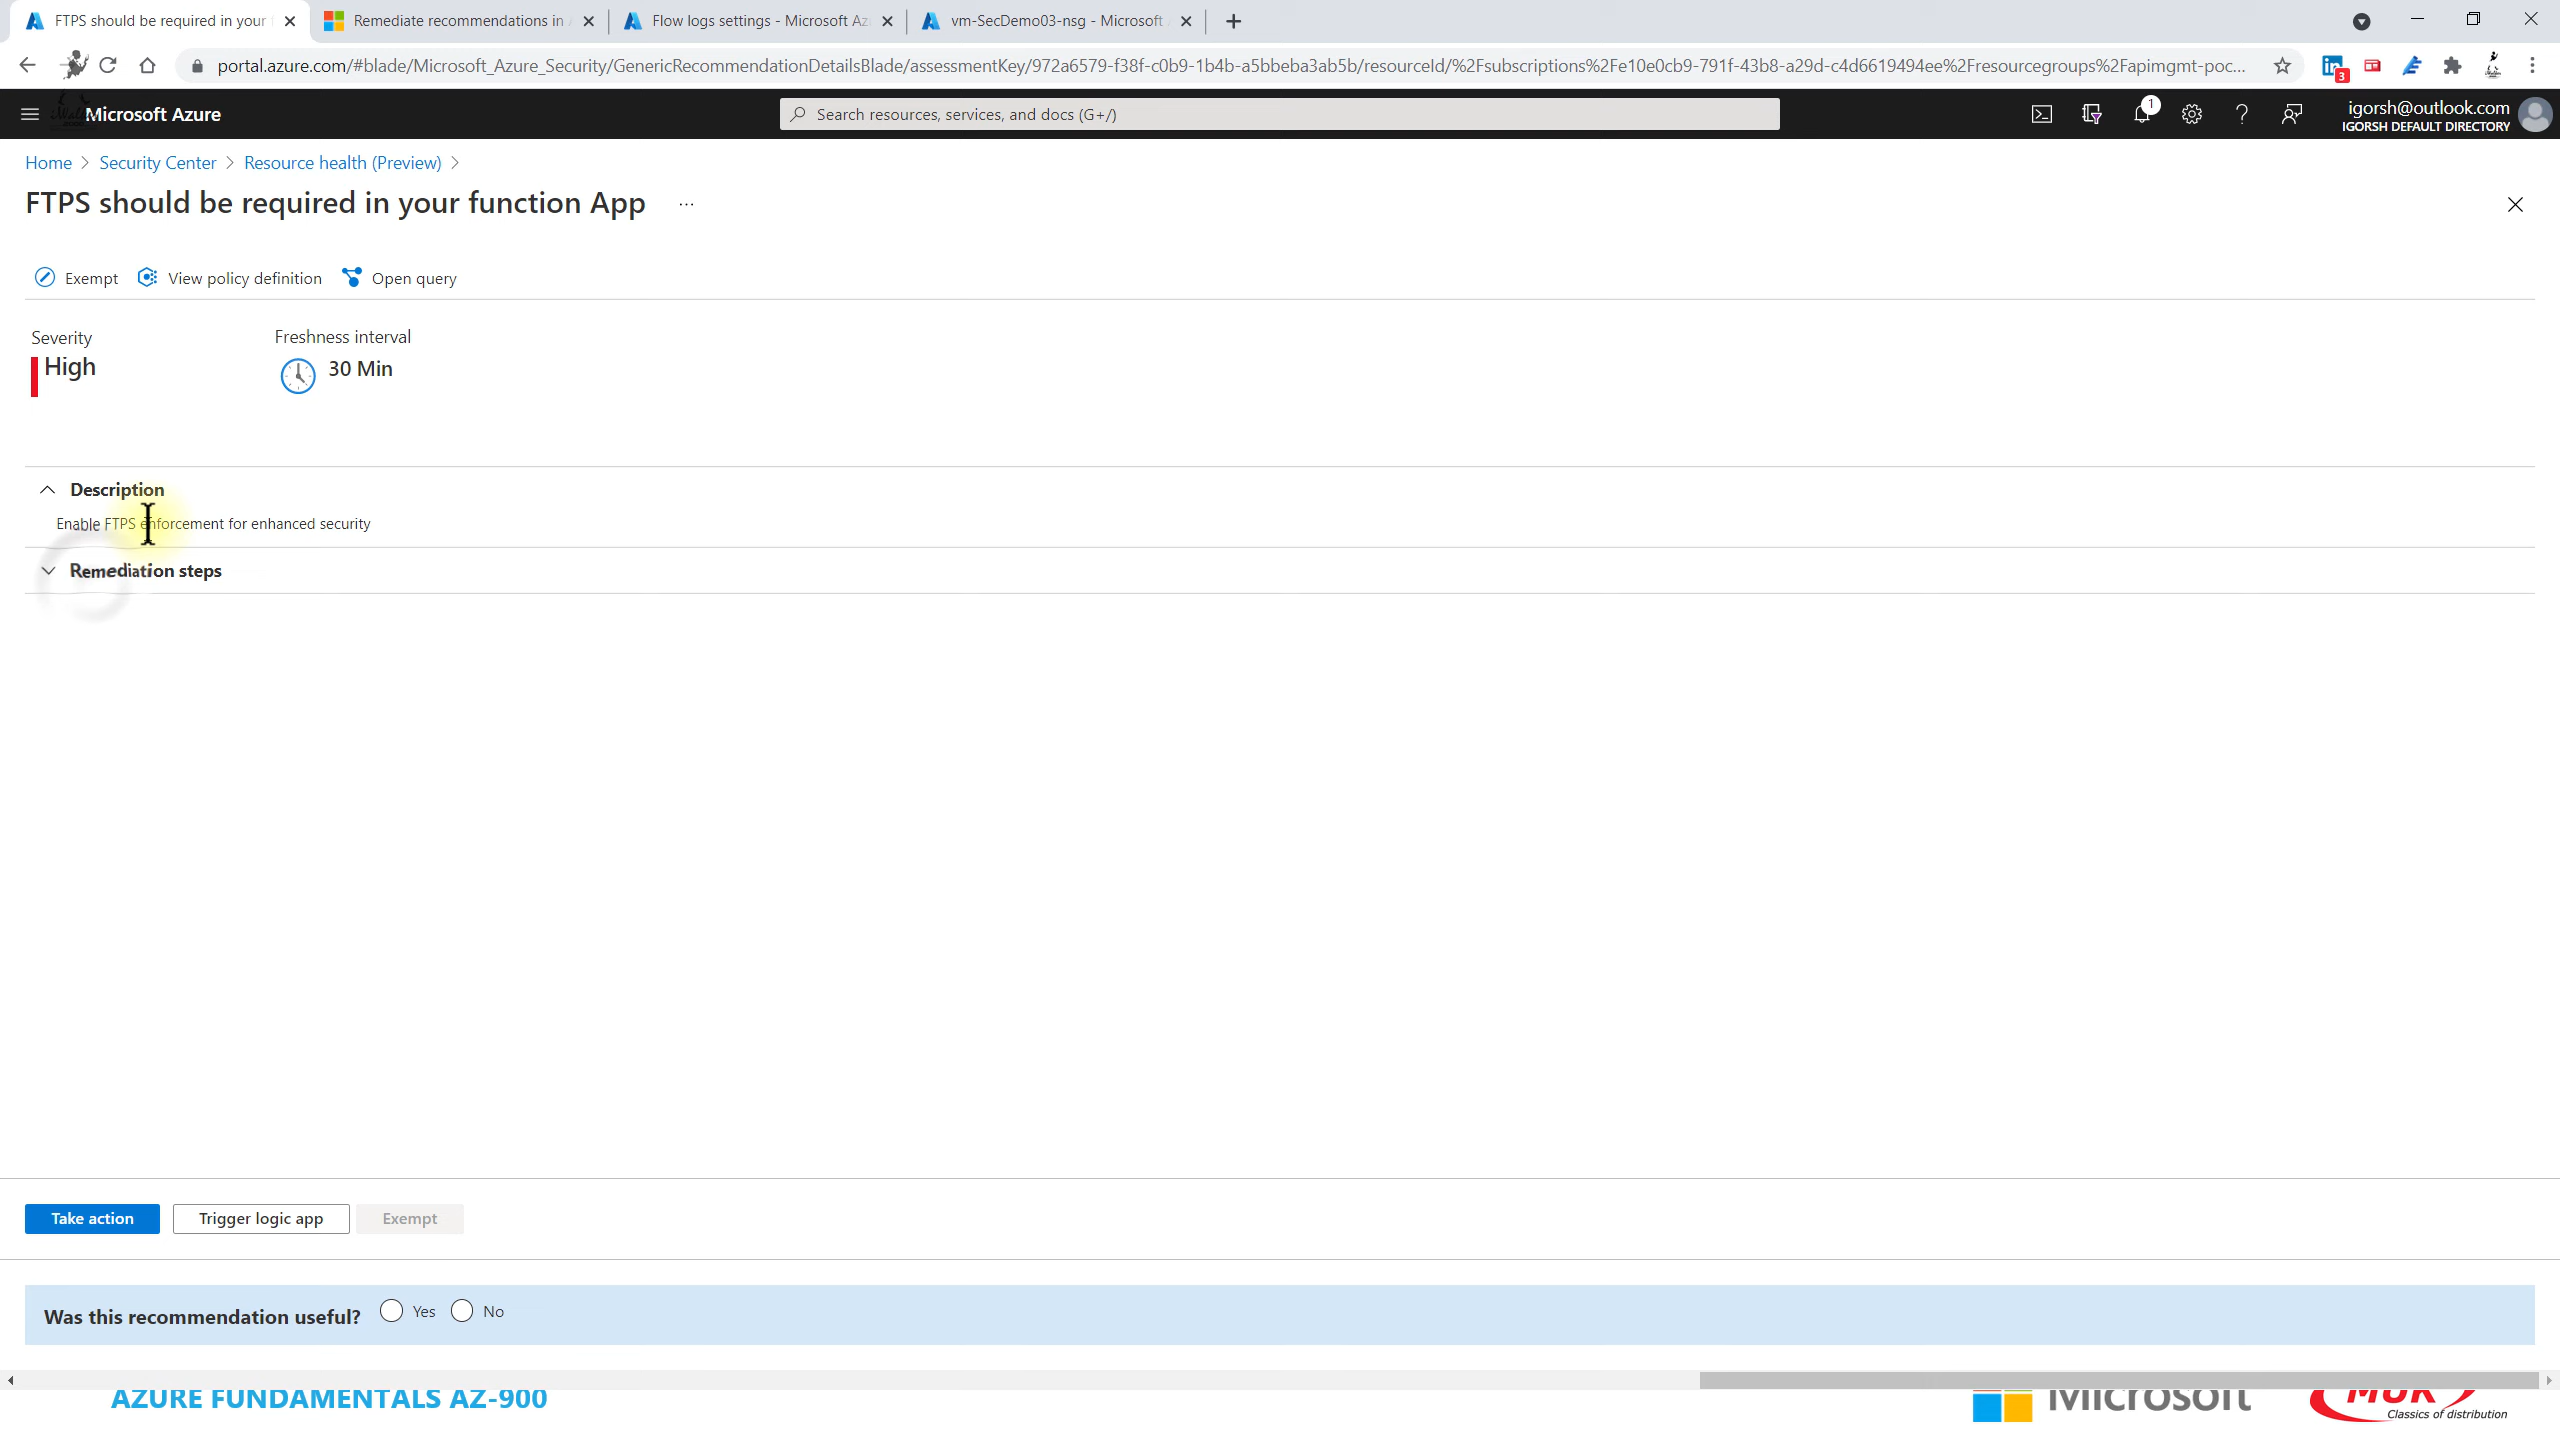 FTPS should be required in your
Remediate recommendations in
Flow logs settings - Microsoft Az
vm-SecDemo03-nsg - Microsoft
portal.azure.com/#blade/Microsoft_Azure_Security/GenericRecommendationDetailsBlade/assessmentKey/972a6579-f38f-c0b9-1b4b-a5bbeba3ab5b/resourceId/%2Fsubscriptions%2Fe10e0cb9-791f-43b8-a29d-c4d6619494ee%2Fresourcegroups%2Fapimgmt-poc...
3
Microsoft Azure
Search resources, services, and docs (G+/)
1
igorsh@outlook.com
IGORSH DEFAULT DIRECTORY
Home > Security Center > Resource health (Preview) >
FTPS should be required in your function App ...
Exempt View policy definition Open query
Severity
High
Freshness interval
30 Min
Description
Enable FTPS enforcement for enhanced security
Remediation steps
Take action Trigger logic app Exempt
Was this recommendation useful? Yes No
AZURE FUNDAMENTALS AZ-900
Microsoft
MUK
Classics of distribution